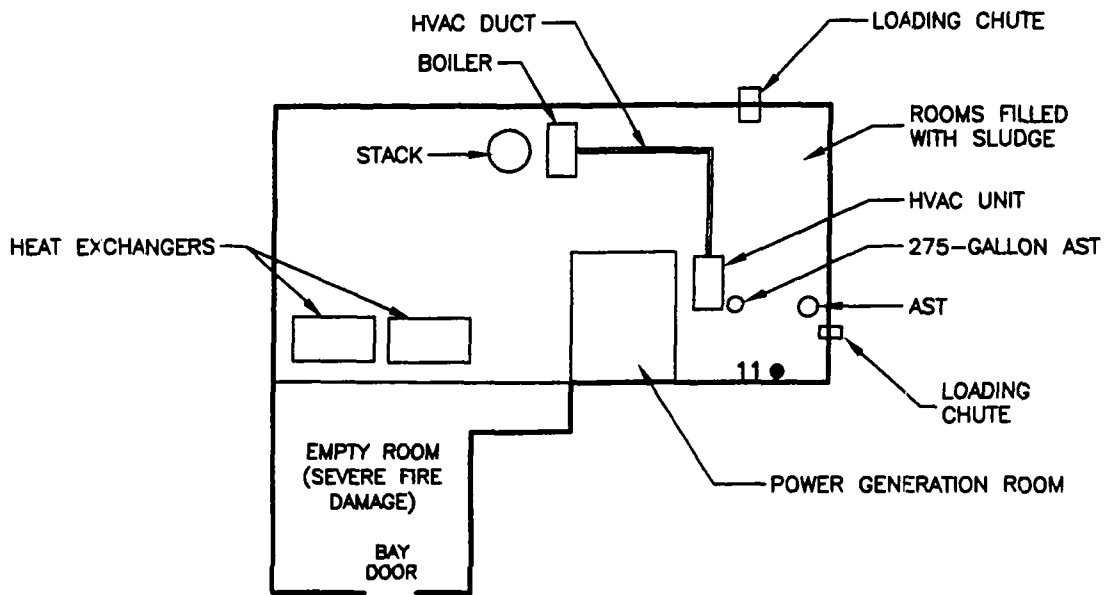 HVAC DUCT
LOADING CHUTE
BOILER
ROOMS FILLED
WITH SLUDGE
STACK
HVAC UNIT
HEAT EXCHANGERS
275-GALLON AST
AST
11
LOADING
CHUTE
EMPTY ROOM
(SEVERE FIRE
DAMAGE)
POWER GENERATION ROOM
BAY
DOOR